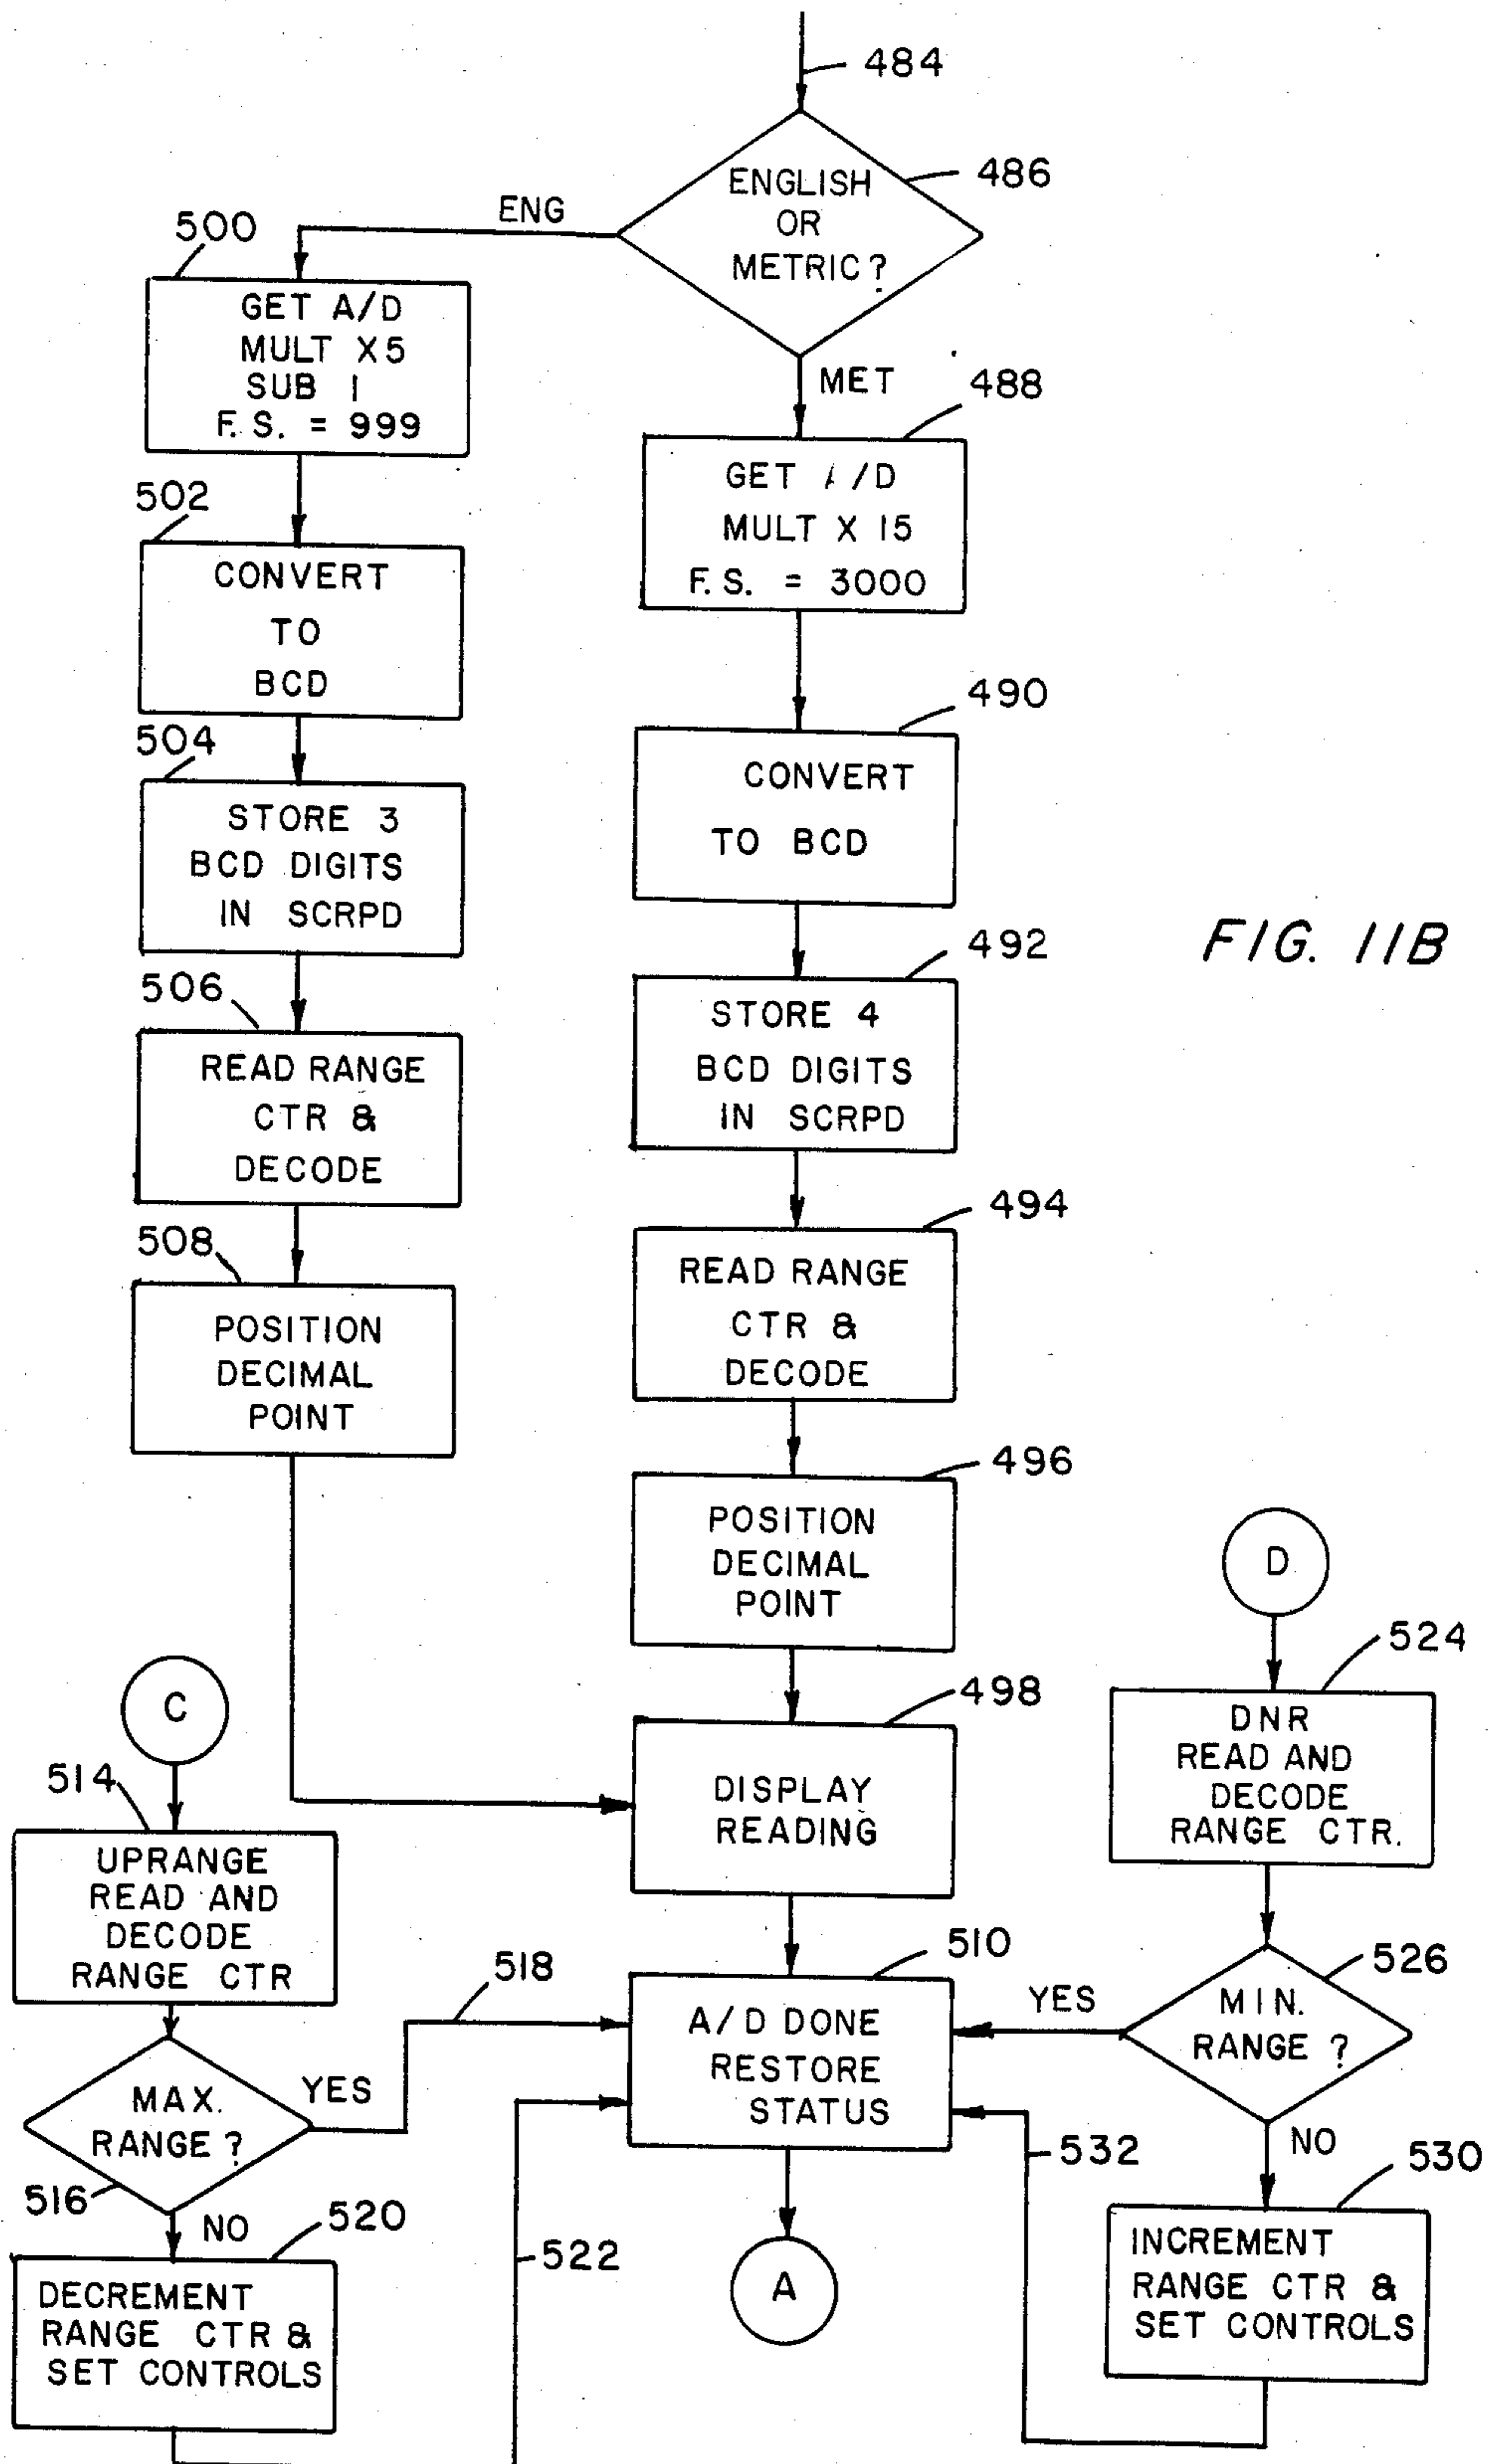 484
ENGLISH
OR
METRIC?
486
ENG
500
GET A/D
MULT X5
SUB 1
F.S. = 999
MET
488
GET A/D
MULT X 15
F.S. = 3000
502
CONVERT
TO
BCD
490
CONVERT
TO BCD
504
STORE 3
BCD DIGITS
IN SCRPD
492
STORE 4
BCD DIGITS
IN SCRPD
FIG. 11B
506
READ RANGE
CTR &
DECODE
494
READ RANGE
CTR &
DECODE
508
POSITION
DECIMAL
POINT
496
POSITION
DECIMAL
POINT
498
DISPLAY
READING
C
514
UPRANGE
READ AND
DECODE
RANGE CTR
D
524
DNR
READ AND
DECODE
RANGE CTR.
518
510
A/D DONE
RESTORE
STATUS
YES
MIN.
RANGE ?
526
MAX.
RANGE ?
YES
516
NO
520
DECREMENT
RANGE CTR &
SET CONTROLS
522
A
532
NO
530
INCREMENT
RANGE CTR &
SET CONTROLS